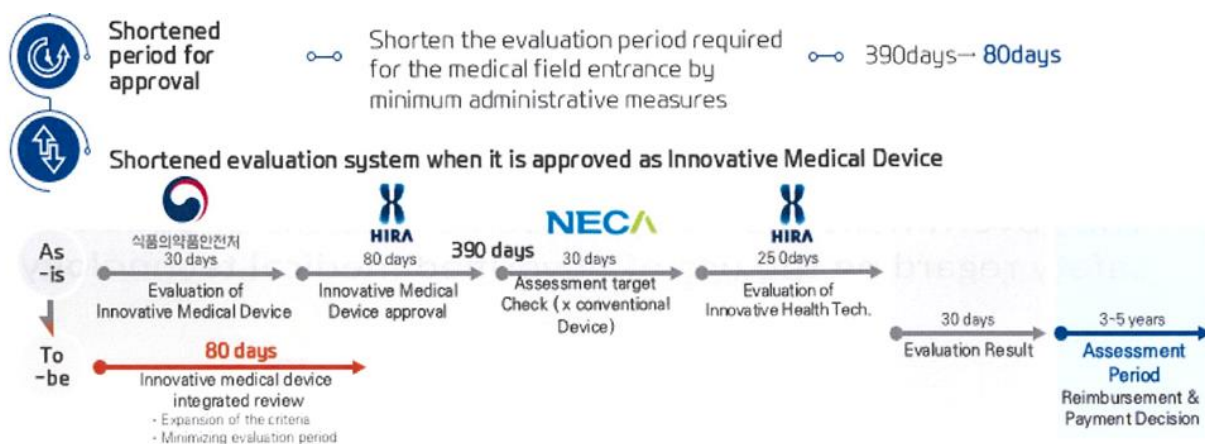 Shortened
period for
approval
Shorten the evaluation period required
for the medical field entrance by
minimum administrative measures
390days→ 80days
Shortened evaluation system when it is approved as Innovative Medical Device
As
-is
식품의약품안전처
30 days
Evaluation of
Innovative Medical Device
HIRA
80 days
Innovative Medical
Device approval
390 days
NECA
30 days
Assessment target
Check ( x conventional
Device)
HIRA
25 0days
Evaluation of
Innovative Health Tech.
30 days
Evaluation Result
3-5 years
Assessment
Period
Reimbursement &
Payment Decision
To
-be
80 days
Innovative medical device
integrated review
- Expansion of the criteria
- Minimizing evaluation period